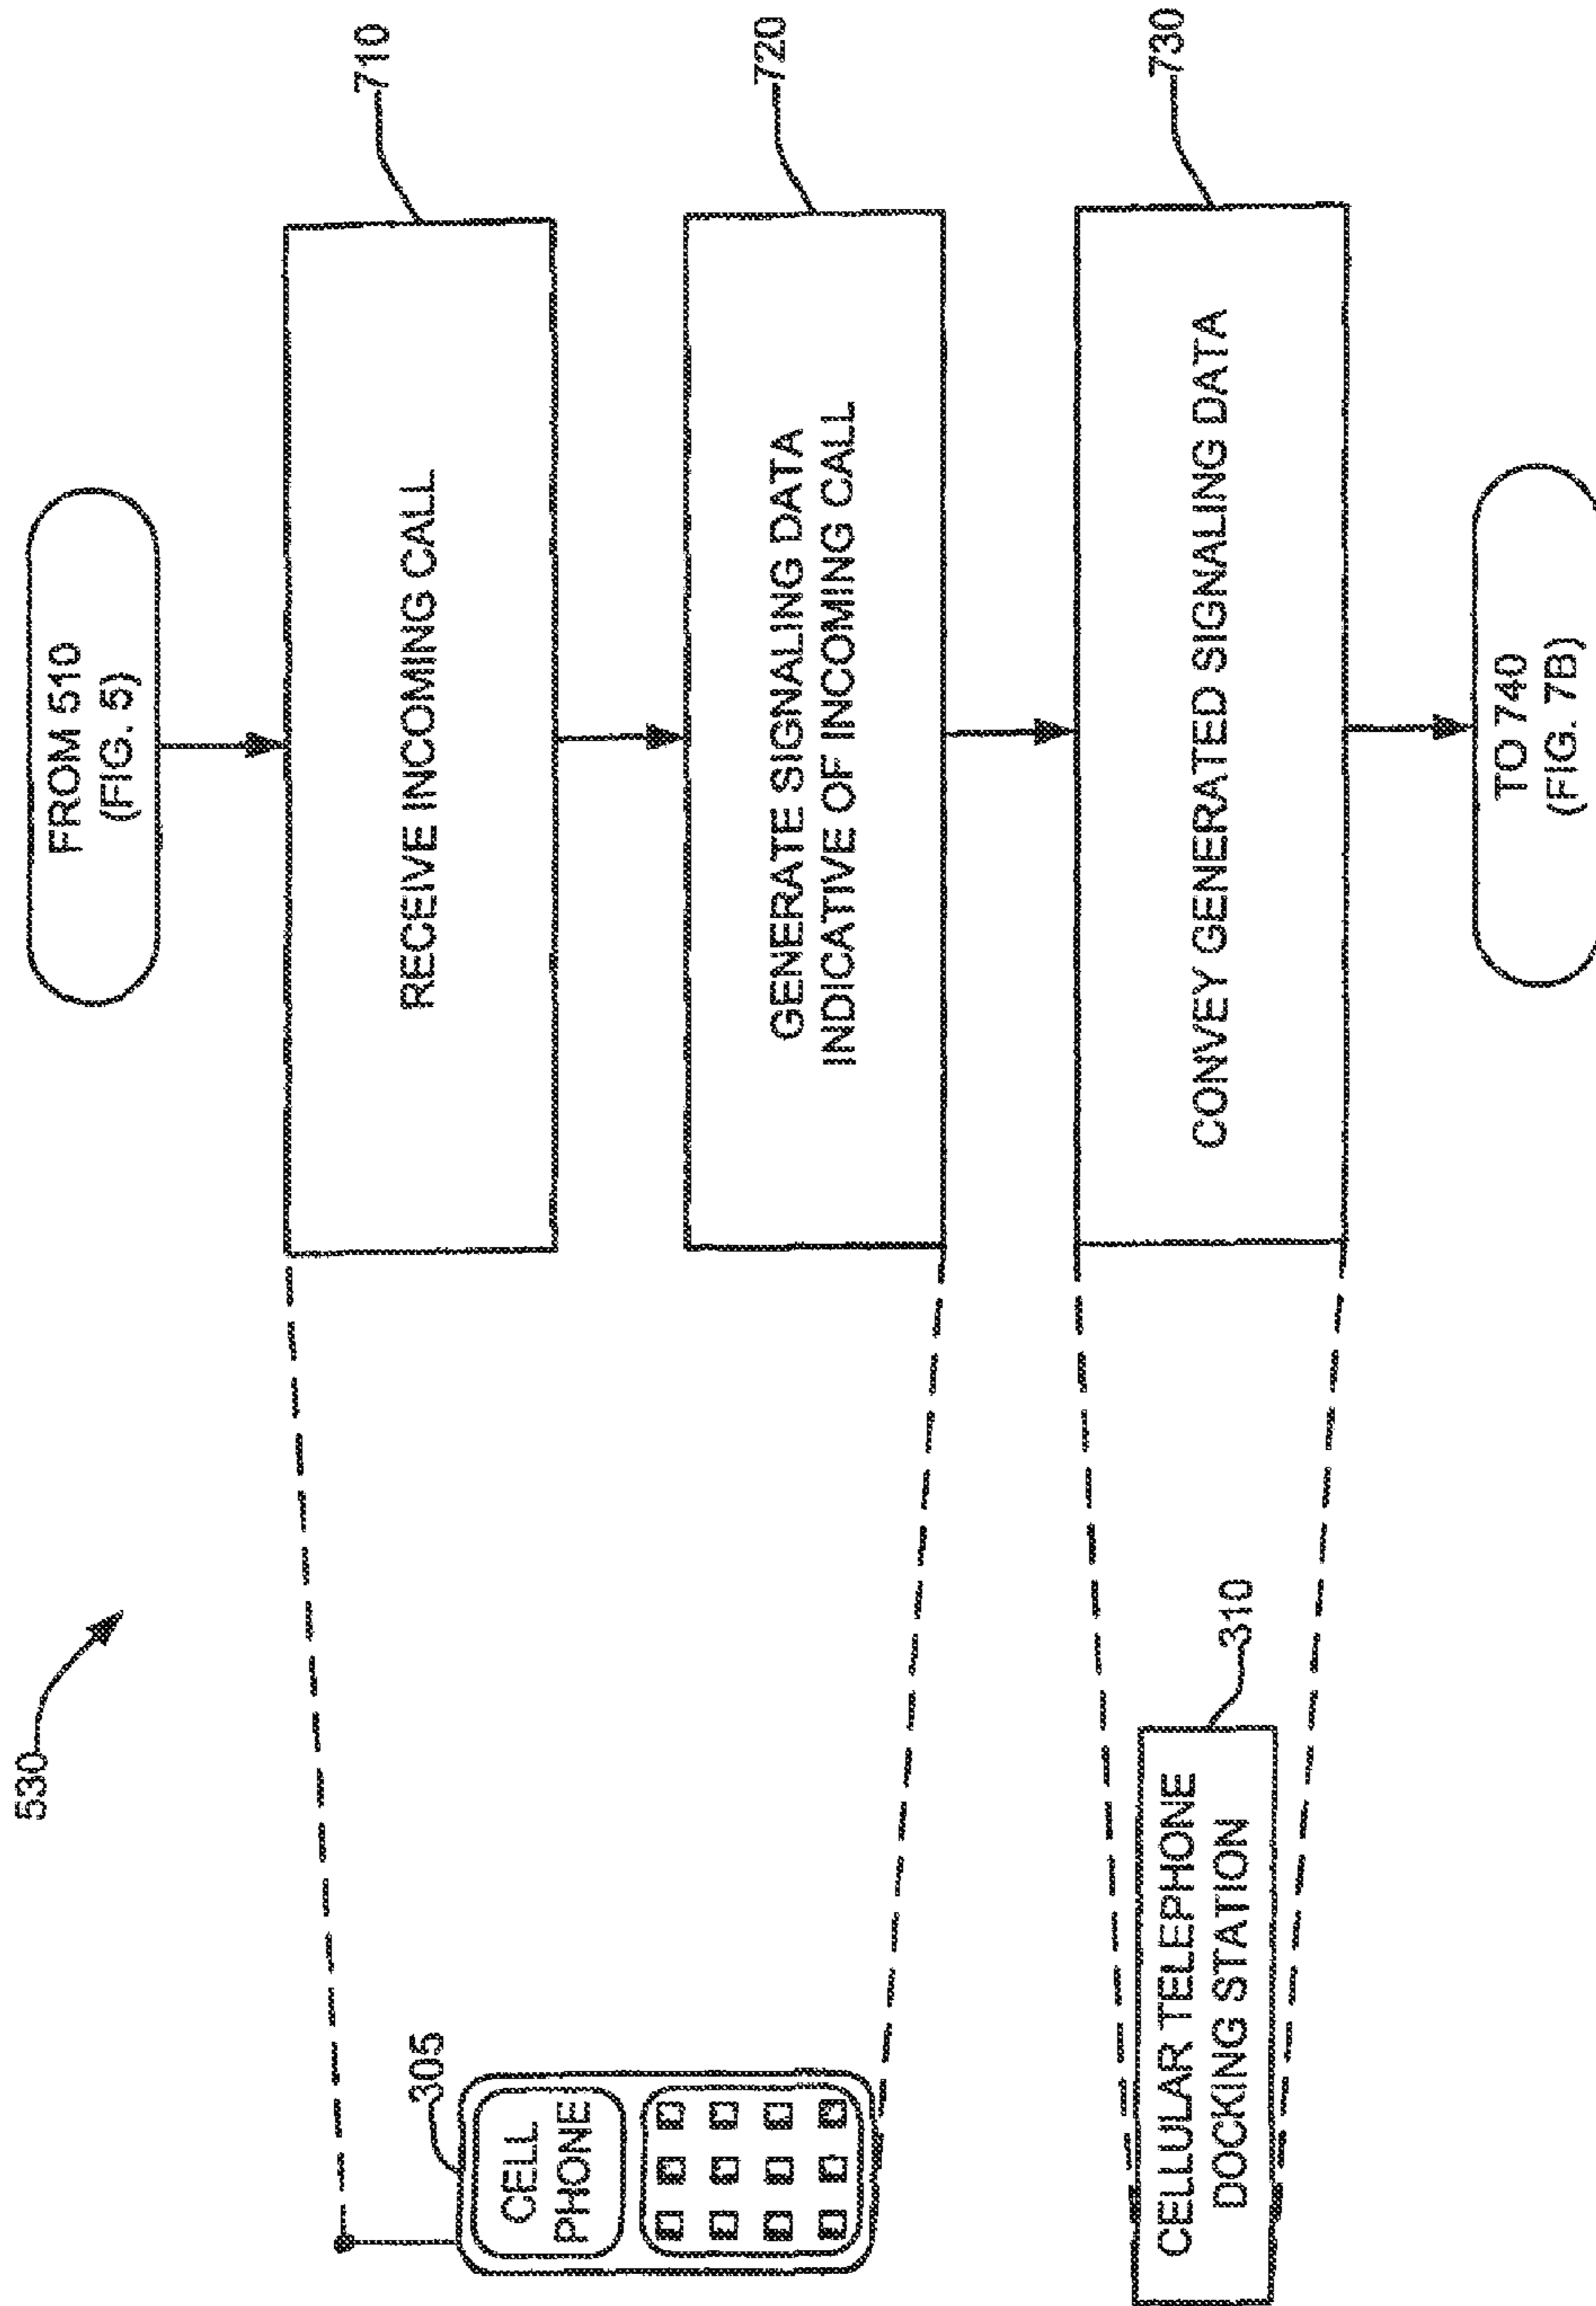 530
FROM 510
(FIG. 5)
710
RECEIVE INCOMING CALL
305
CELL
PHONE
720
GENERATE SIGNALING DATA
INDICATIVE OF INCOMING CALL
730
CONVEY GENERATED SIGNALING DATA
310
CELLULAR TELEPHONE
DOCKING STATION
TO 740
(FIG. 7B)